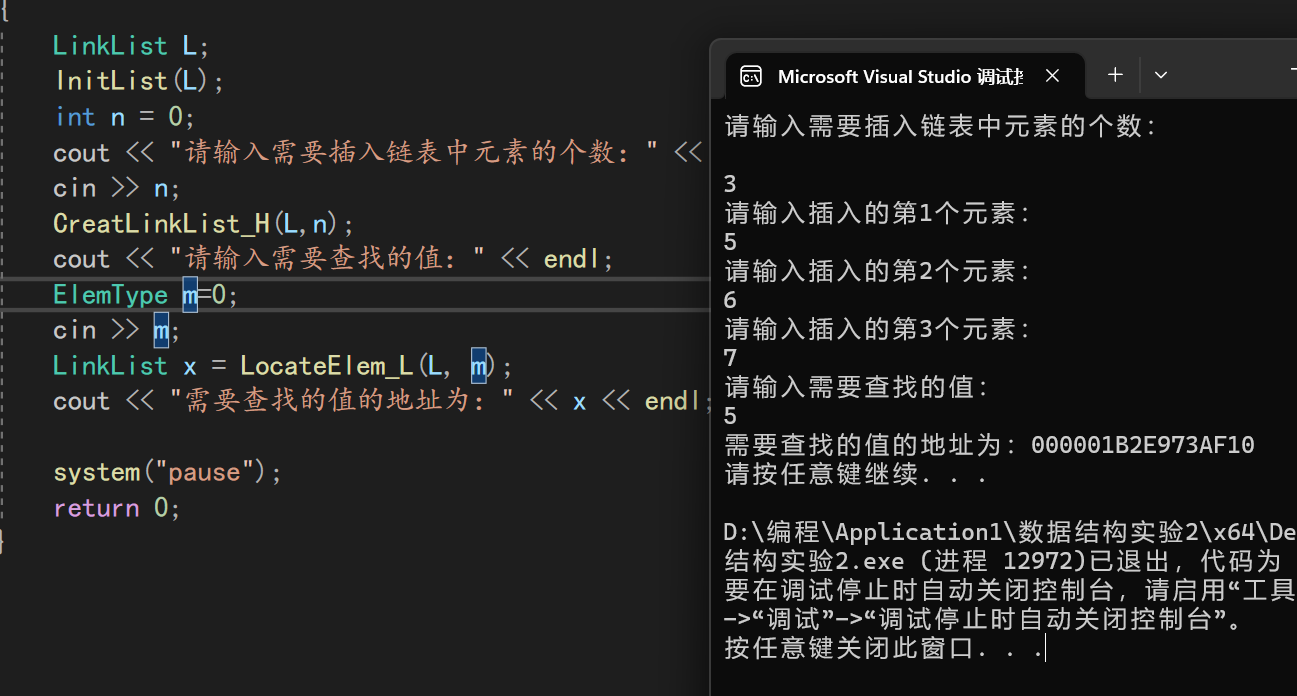 {
LinkList L;
InitList(L);
int n = 0;
cout << "请输入需要插入链表中元素的个数：" <<
cin >> n;
CreatLinkList_H(L,n);
cout << "请输入需要查找的值：" << endl;
ElemType m=0;
cin >> m;
LinkList x = LocateElem_L(L, m);
cout << "需要查找的值的地址为：" << x << endl;
system("pause");
return 0;
}
Microsoft Visual Studio 调试控
请输入需要插入链表中元素的个数：
3
请输入插入的第1个元素：
5
请输入插入的第2个元素：
6
请输入插入的第3个元素：
7
请输入需要查找的值：
5
需要查找的值的地址为：000001B2E973AF10
请按任意键继续. . .
D:\编程\Application1\数据结构实验2\x64\De
结构实验2.exe (进程 12972)已退出，代码为
要在调试停止时自动关闭控制台，请启用“工具
->“调试”->“调试停止时自动关闭控制台”。
按任意键关闭此窗口. . .